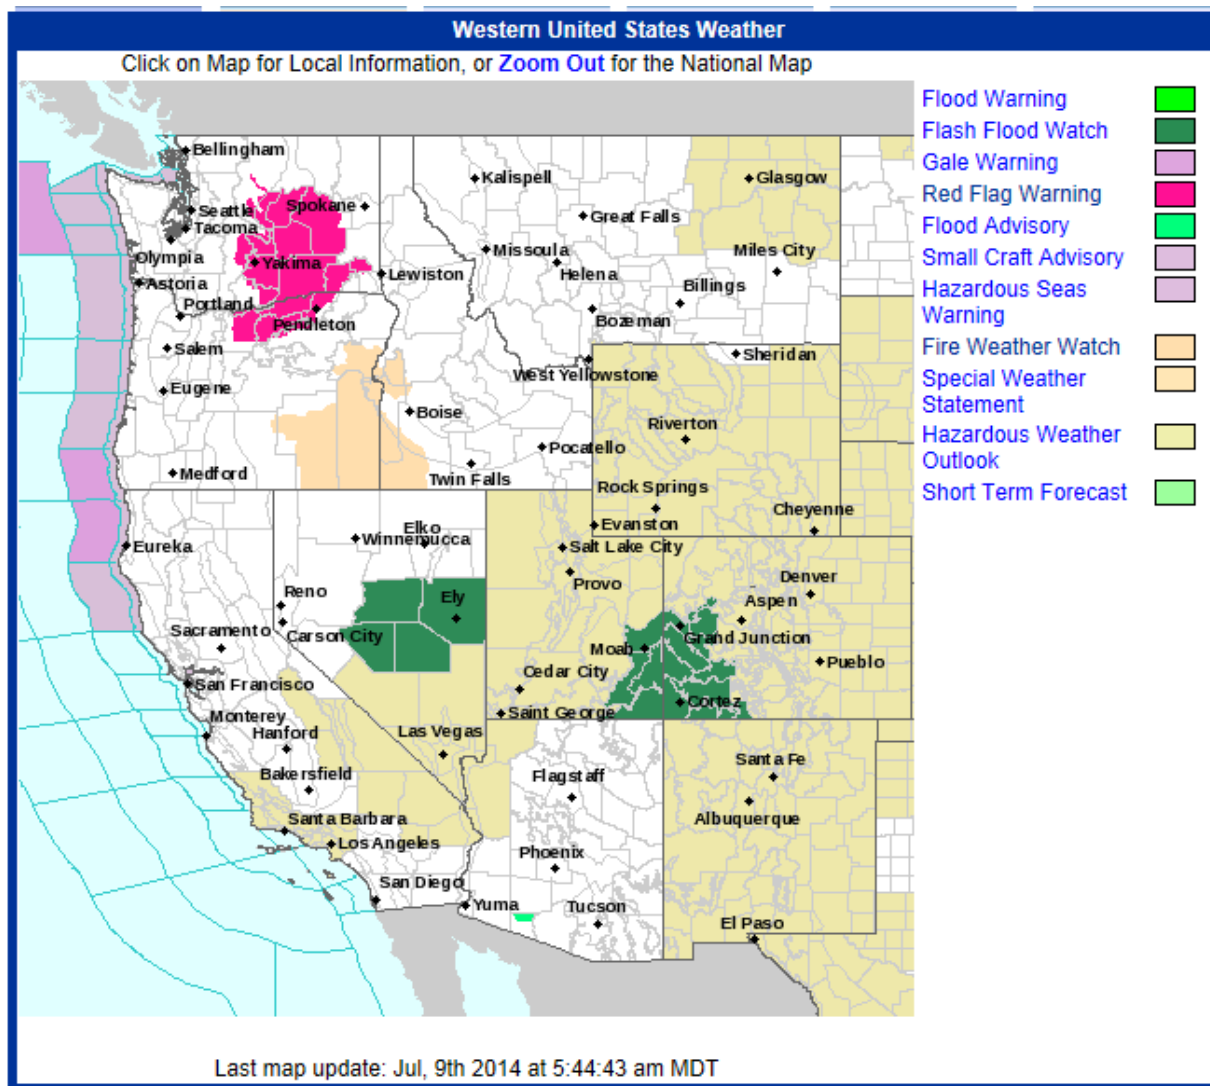 Western United States Weather
Click on Map for Local Information, or Zoom Out for the National Map
Flood Warning
Flash Flood Watch
Gale Warning
Red Flag Warning
Flood Advisory
Small Craft Advisory
Hazardous Seas
Warning
Fire Weather Watch
Special Weather
Statement
Hazardous Weather
Outlook
Short Term Forecast
Bellingham
Kalispell
Glasgow
Spokane
Seattle
Great Falls
Tacoma
Olympia
Missoula
Miles City
Yakima
Lewiston
Helena
Astoria
Billings
Portland
Bozeman
Pendleton
Salem
Sheridan
West Yellowstone
Eugene
Boise
Riverton
Pocatello
Medford
Twin Falls
Rock Springs
Cheyenne
Elko
Evanston
Winnemucca
Eureka
Salt Lake City
Denver
Provo
Reno
Ely
Aspen
Sacramento
Carson City
Grand Junction
Moab
Pueblo
Cedar City
San Francisco
Cortez
Saint George
Monterey
Hanford
Las Vegas
Santa Fe
Bakersfield
Flagstaff
Santa Barbara
Albuquerque
Los Angeles
Phoenix
San Diego
Yuma
Tucson
El Paso
Last map update: Jul, 9th 2014 at 5:44:43 am MDT